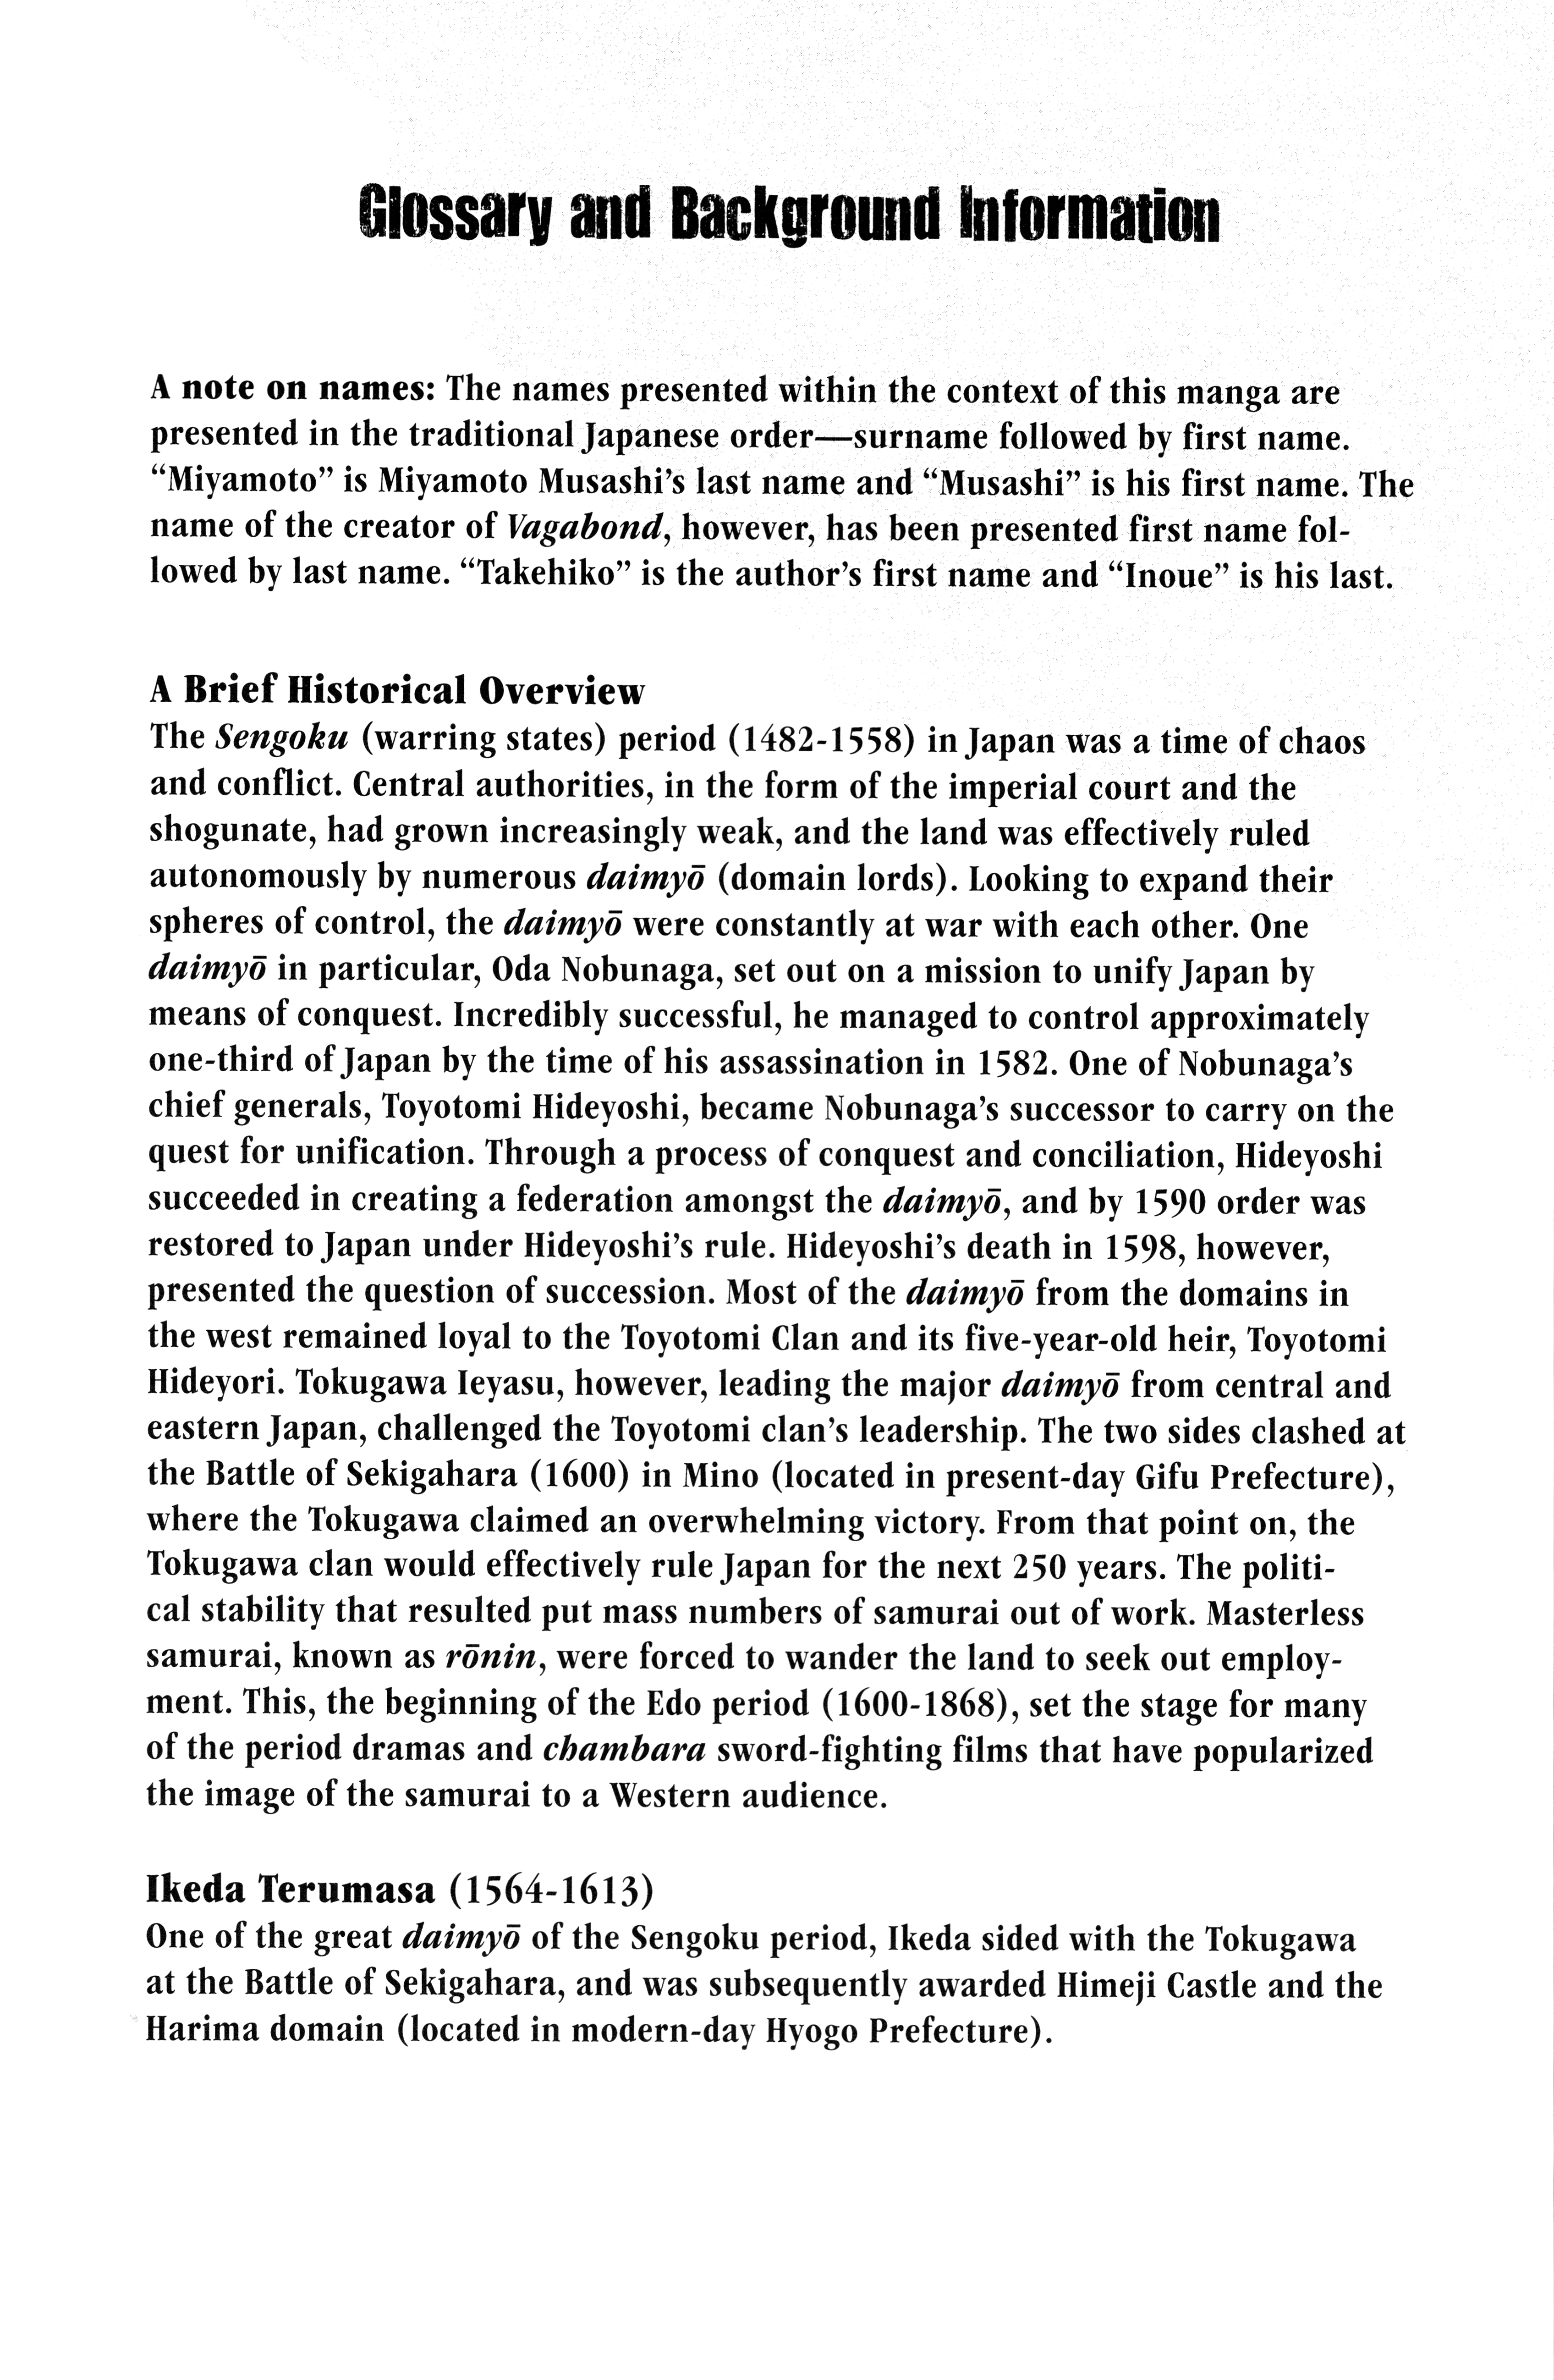 Glossary and Background Information
A note on names: The names presented within the context of this manga are
presented in the traditional Japanese order—surname followed by first name.
“Miyamoto” is Miyamoto Musashi’s last name and “Musashi” is his first name. The
name of the creator of Vagabond, however, has been presented first name fol-
lowed by last name. “Takehiko” is the author’s first name and “Inoue” is his last.
A Brief Historical Overview
The Sengoku (warring states) period (1482-1558) in Japan was a time of chaos
and conflict. Central authorities, in the form of the imperial court and the
shogunate, had grown increasingly weak, and the land was effectively ruled
autonomously by numerous daimyō (domain lords). Looking to expand their
spheres of control, the daimyō were constantly at war with each other. One
daimyō in particular, Oda Nobunaga, set out on a mission to unify Japan by
means of conquest. Incredibly successful, he managed to control approximately
one-third of Japan by the time of his assassination in 1582. One of Nobunaga’s
chief generals, Toyotomi Hideyoshi, became Nobunaga’s successor to carry on the
quest for unification. Through a process of conquest and conciliation, Hideyoshi
succeeded in creating a federation amongst the daimyō, and by 1590 order was
restored to Japan under Hideyoshi’s rule. Hideyoshi’s death in 1598, however,
presented the question of succession. Most of the daimyō from the domains in
the west remained loyal to the Toyotomi Clan and its five-year-old heir, Toyotomi
Hideyori. Tokugawa Ieyasu, however, leading the major daimyō from central and
eastern Japan, challenged the Toyotomi clan’s leadership. The two sides clashed at
the Battle of Sekigahara (1600) in Mino (located in present-day Gifu Prefecture),
where the Tokugawa claimed an overwhelming victory. From that point on, the
Tokugawa clan would effectively rule Japan for the next 250 years. The politi-
cal stability that resulted put mass numbers of samurai out of work. Masterless
samurai, known as rōnin, were forced to wander the land to seek out employ-
ment. This, the beginning of the Edo period (1600-1868), set the stage for many
of the period dramas and chambara sword-fighting films that have popularized
the image of the samurai to a Western audience.
Ikeda Terumasa (1564-1613)
One of the great daimyō of the Sengoku period, Ikeda sided with the Tokugawa
at the Battle of Sekigahara, and was subsequently awarded Himeji Castle and the
Harima domain (located in modern-day Hyogo Prefecture).